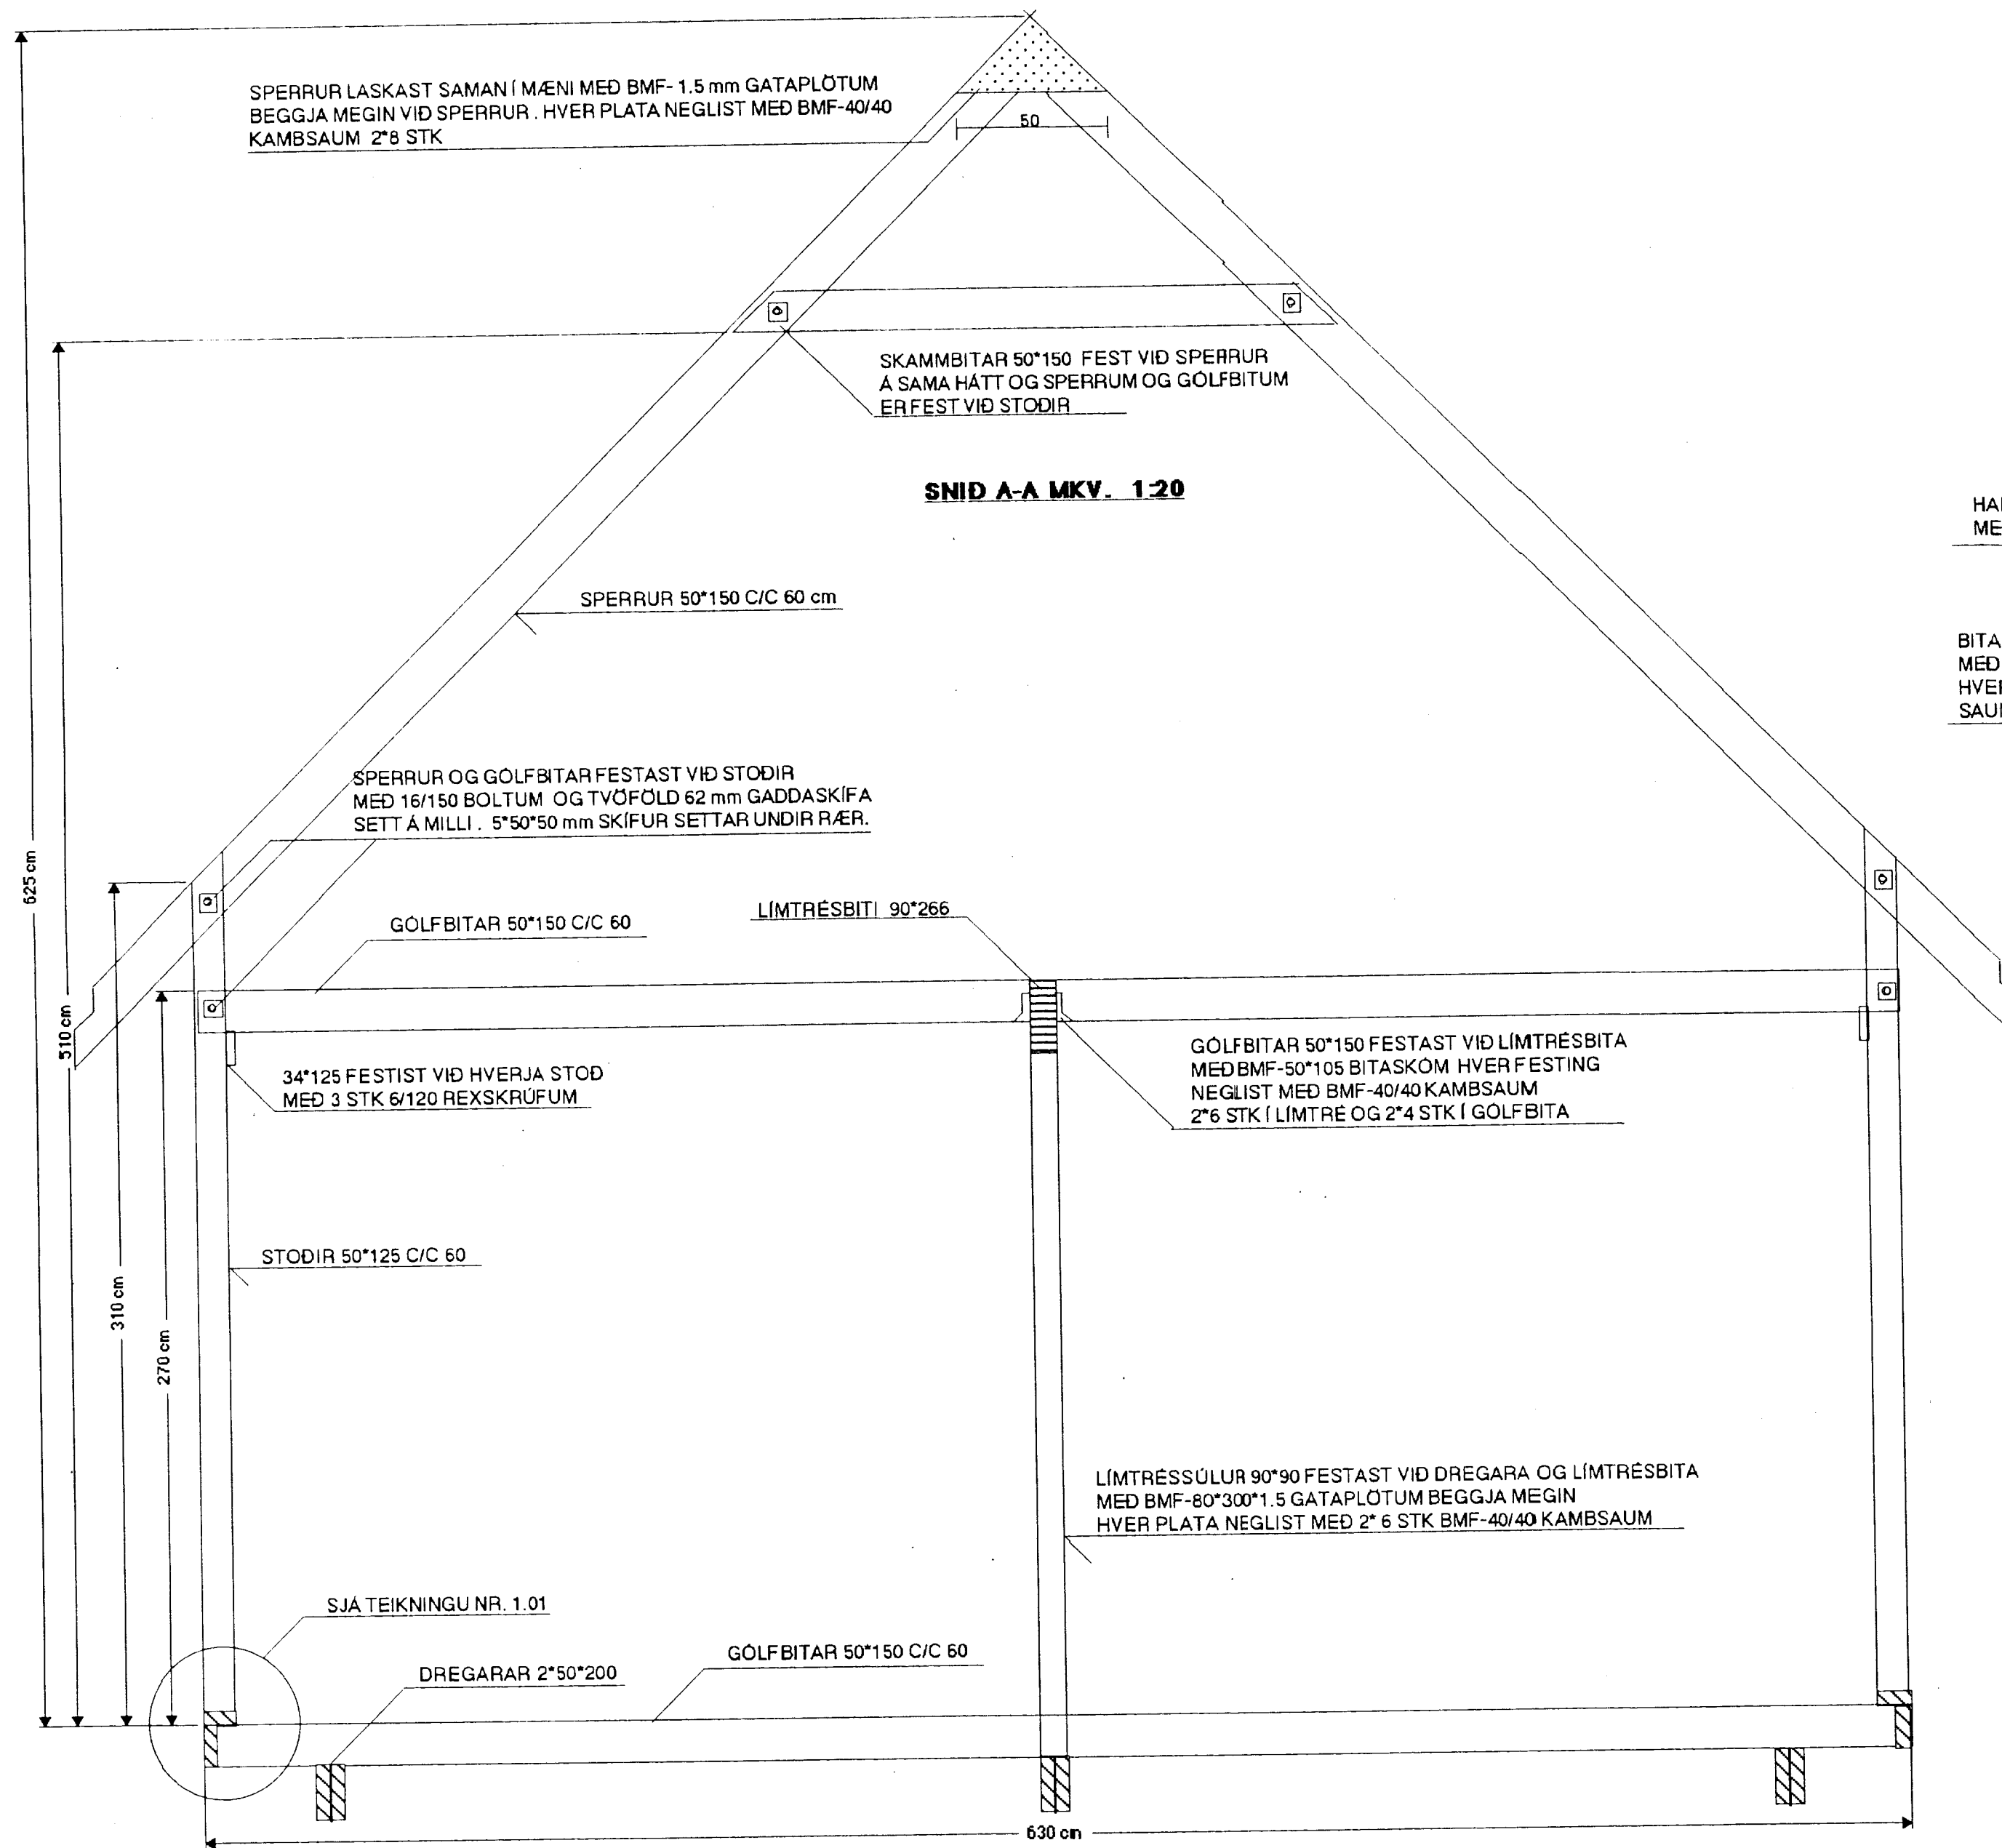 SPERRUR LASKAST SAMAN Í MÆNI MEÐ BMF- 1.5 mm GATAPLÖTUM
BEGGJA MEGIN VIÐ SPERRUR . HVER PLATA NEGLIST MEÐ BMF-40/40
KAMBSAUM 2*8 STK
50
SKAMMBITAR 50*150 FEST VIÐ SPERRUR
Á SAMA HÁTT OG SPERRUM OG GÓLFBITUM
ER FEST VIÐ STOÐIR
SNIÐ A-A MKV. 1:20
HA
ME
SPERRUR 50*150 C/C 60 cm
BITA
MEÐ
HVE
SAU
SPERRUR OG GÓLFBITAR FESTAST VIÐ STOÐIR
MEÐ 16/150 BOLTUM OG TVÖFÖLD 62 mm GADDASKÍFA
SETT Á MILLI . 5*50*50 mm SKÍFUR SETTAR UNDIR RÆR.
625 cm
510 cm
310 cm
270 cm
GÓLFBITAR 50*150 C/C 60
LÍMTRÉSBITI 90*266
34*125 FESTIST VIÐ HVERJA STOÐ
MEÐ 3 STK 6/120 REXSKRÚFUM
GÓLFBITAR 50*150 FESTAST VIÐ LÍMTRÉSBITA
MEÐ BMF-50*105 BITASKÓM HVER FESTING
NEGLIST MEÐ BMF-40/40 KAMBSAUM
2*6 STK Í LÍMTRÉ OG 2*4 STK Í GÓLFBITA
STOÐIR 50*125 C/C 60
LÍMTRÉSSÚLUR 90*90 FESTAST VIÐ DREGARA OG LÍMTRÉSBITA
MEÐ BMF-80*300*1.5 GATAPLÖTUM BEGGJA MEGIN
HVER PLATA NEGLIST MEÐ 2* 6 STK BMF-40/40 KAMBSAUM
SJÁ TEIKNINGU NR. 1.01
DREGARAR 2*50*200
GÓLFBITAR 50*150 C/C 60
630 cm